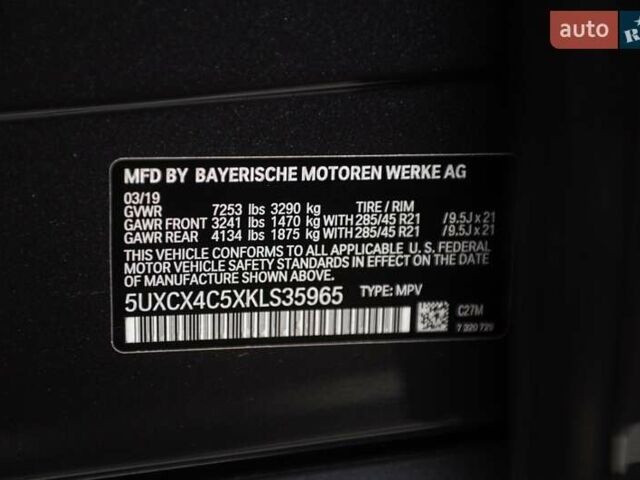 auto
MFD BY BAYERISCHE MOTOREN WERKE AG
03/19
GVWR 7253 lbs 3290 kg TIRE / RIM
GAWR FRONT 3241 lbs 1470 kg WITH 285/45 R21 /9.5J x 21
GAWR REAR 4134 lbs 1875 kg WITH 285/45 R21 /9.5J x 21
THIS VEHICLE CONFORMS TO ALL APPLICABLE U. S. FEDERAL
MOTOR VEHICLE SAFETY STANDARDS IN EFFECT ON THE DATE
OF MANUFACTURE SHOWN ABOVE.
5UXCX4C5XKLS35965 TYPE: MPV
C27M
7 320 729